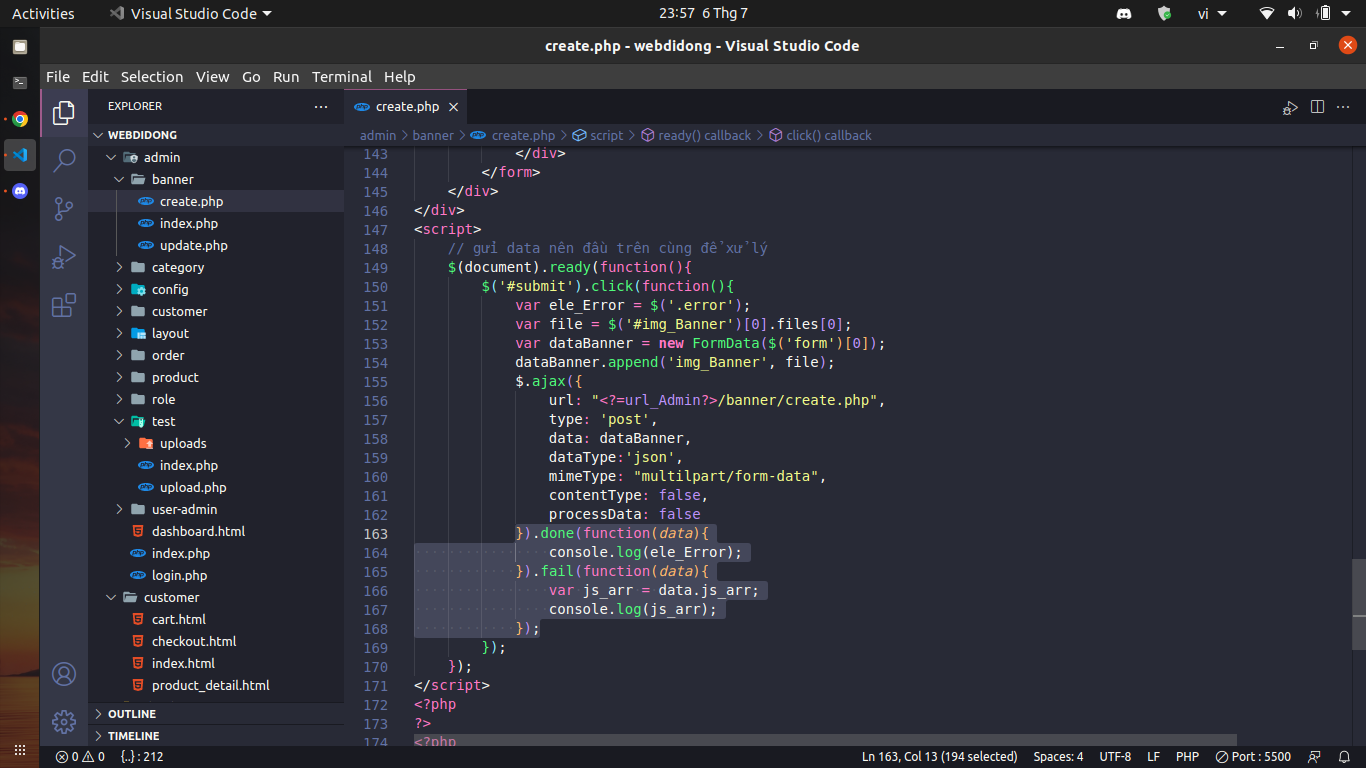 Activities
Visual Studio Code
23:57 6 Thg 7
vi
create.php - webdidong - Visual Studio Code
File Edit Selection View Go Run Terminal Help
EXPLORER
WEBDIDONG
admin
banner
create.php
index.php
update.php
category
config
customer
layout
order
product
role
test
uploads
index.php
upload.php
user-admin
dashboard.html
index.php
login.php
customer
cart.html
checkout.html
index.html
product_detail.html
OUTLINE
TIMELINE
create.php
admin > banner > create.php > script > ready() callback > click() callback
143 </div>
144 </form>
145 </div>
146 </div>
147 <script>
148 // gửi data nên đầu trên cùng để xử lý
149 $(document).ready(function(){
150 $('#submit').click(function(){
151 var ele_Error = $('.error');
152 var file = $('#img_Banner')[0].files[0];
153 var dataBanner = new FormData($('form')[0]);
154 dataBanner.append('img_Banner', file);
155 $.ajax({
156 url: "<?=url_Admin?>/banner/create.php",
157 type: 'post',
158 data: dataBanner,
159 dataType:'json',
160 mimeType: "multilpart/form-data",
161 contentType: false,
162 processData: false
163 }).done(function(data){
164 console.log(ele_Error);
165 }).fail(function(data){
166 var js_arr = data.js_arr;
167 console.log(js_arr);
168 });
169 });
170 });
171 </script>
172 <?php
173 ?>
174 <?php
0 0 {..} : 212
Ln 163, Col 13 (194 selected) Spaces: 4 UTF-8 LF PHP Port : 5500